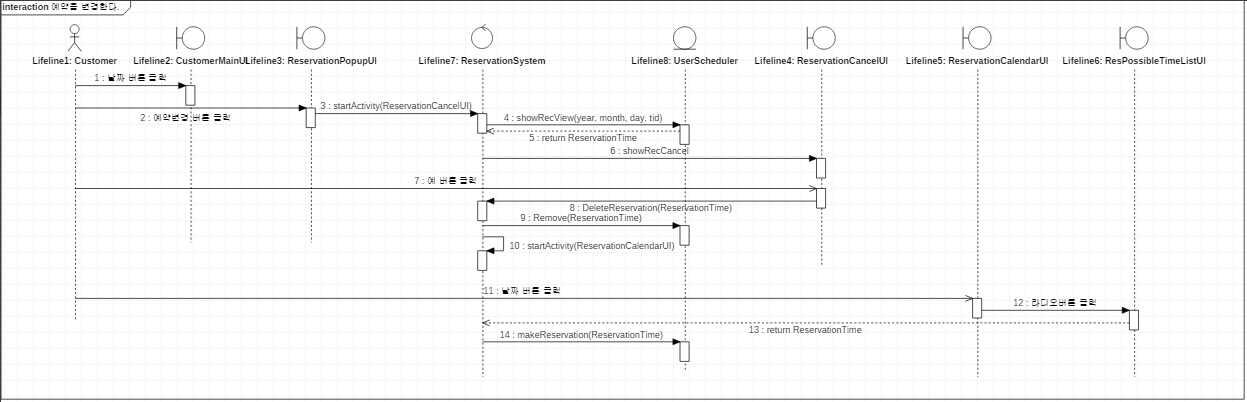 interaction 예약을 변경한다.
Lifeline1: Customer
Lifeline2: CustomerMainUI
Lifeline3: ReservationPopupUI
Lifeline7: ReservationSystem
Lifeline8: UserScheduler
Lifeline4: ReservationCancelUI
Lifeline5: ReservationCalendarUI
Lifeline6: ResPossibleTimeListUI
1 : 날짜 버튼 클릭
2 : 예약변경 버튼 클릭
3 : startActivity(ReservationCancelUI)
4 : showRecView(year, month, day, tid)
5 : return ReservationTime
6 : showRecCancel
7 : 예 버튼 클릭
8 : DeleteReservation(ReservationTime)
9 : Remove(ReservationTime)
10 : startActivity(ReservationCalendarUI)
11 : 날짜 버튼 클릭
12 : 라디오버튼 클릭
13 : return ReservationTime
14 : makeReservation(ReservationTime)